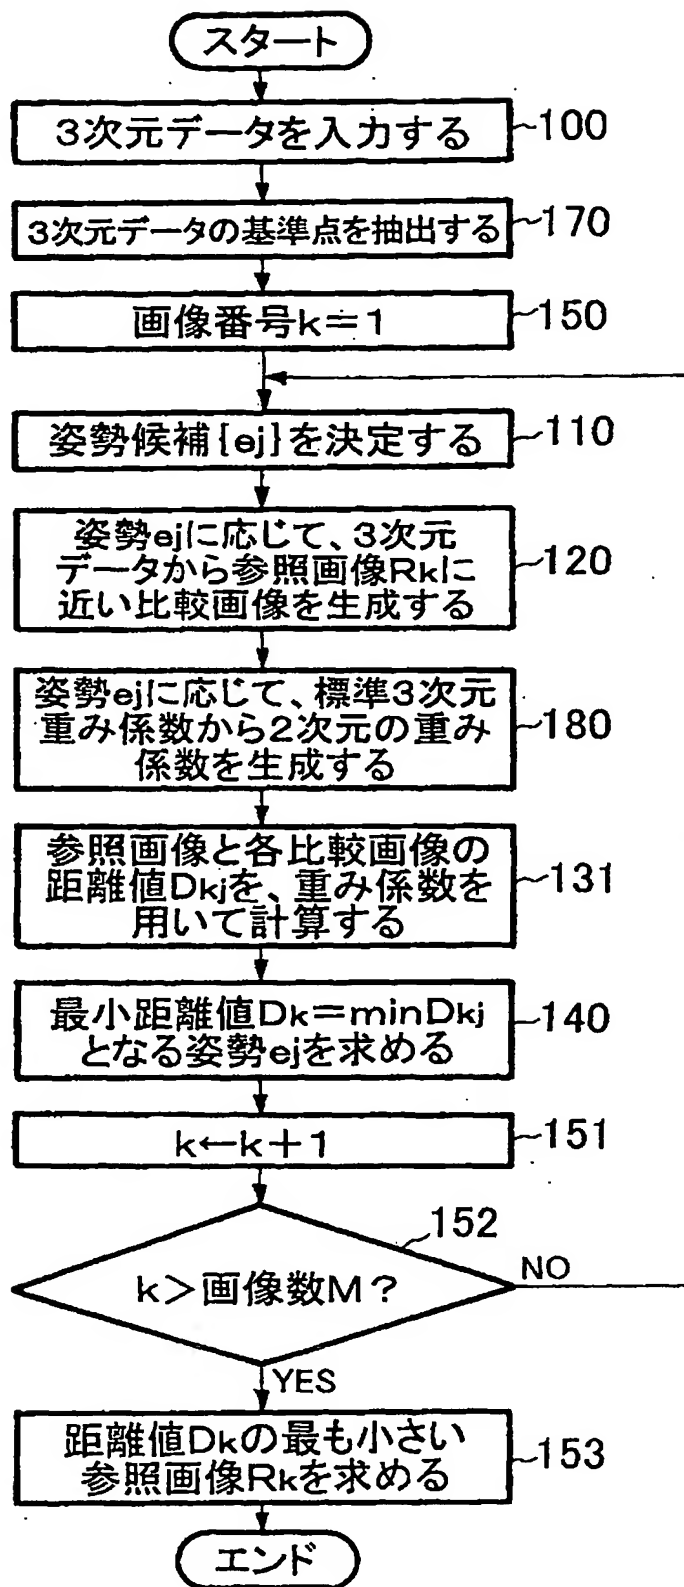 スタート
3次元データを入力する
100
3次元データの基準点を抽出する
170
画像番号k=1
150
姿勢候補{ej}を決定する
110
姿勢ejに応じて、3次元
データから参照画像Rkに
近い比較画像を生成する
120
姿勢ejに応じて、標準3次元
重み係数から2次元の重み
係数を生成する
180
参照画像と各比較画像の
距離値Dkjを、重み係数を
用いて計算する
131
最小距離値Dk=minDkj
となる姿勢ejを求める
140
k←k+1
151
152
k>画像数M?
NO
YES
距離値Dkの最も小さい
参照画像Rkを求める
153
エンド